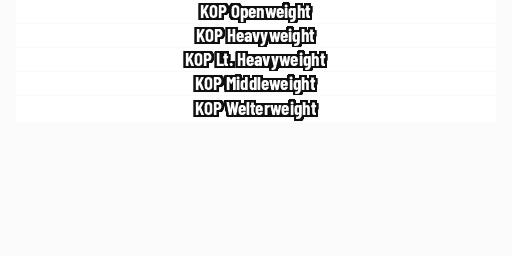 KOP Openweight
KOP Heavyweight
KOP Lt. Heavyweight
KOP Middleweight
KOP Welterweight